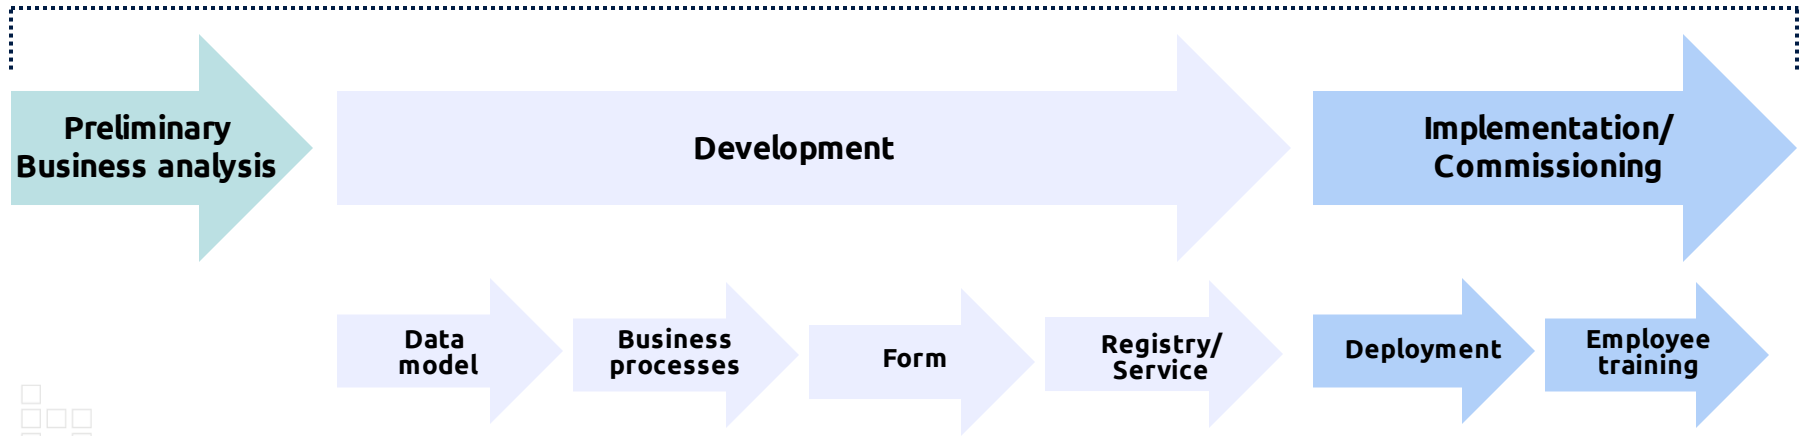 Preliminary
Business analysis
Development
Implementation/
Commissioning
Data
model
Business
processes
Form
Registry/
Service
Deployment
Employee
training